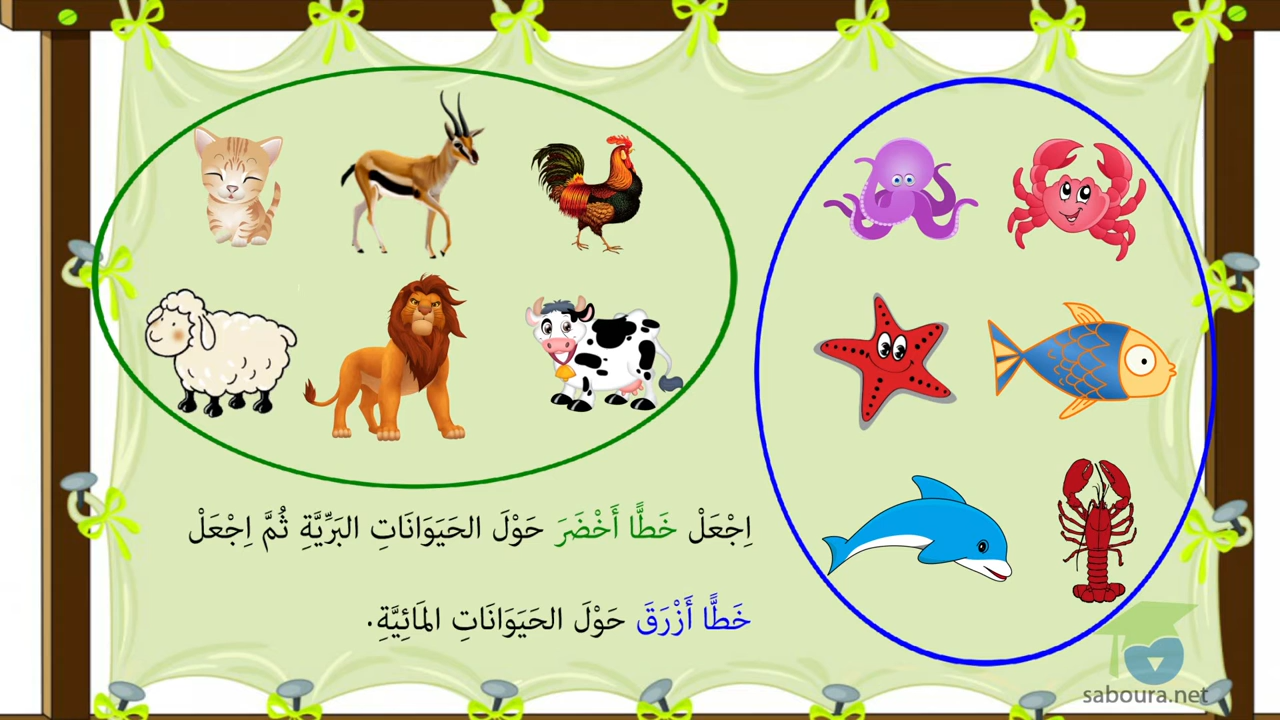 اِجْعَلْ خَطًّا أَخْضَرَ حَوْلَ الحَيَوَانَاتِ البَرِّيَّةِ ثُمَّ اِجْعَلْ
خَطًّا أَزْرَقَ حَوْلَ الحَيَوَانَاتِ المَائِيَّةِ.
saboura.net